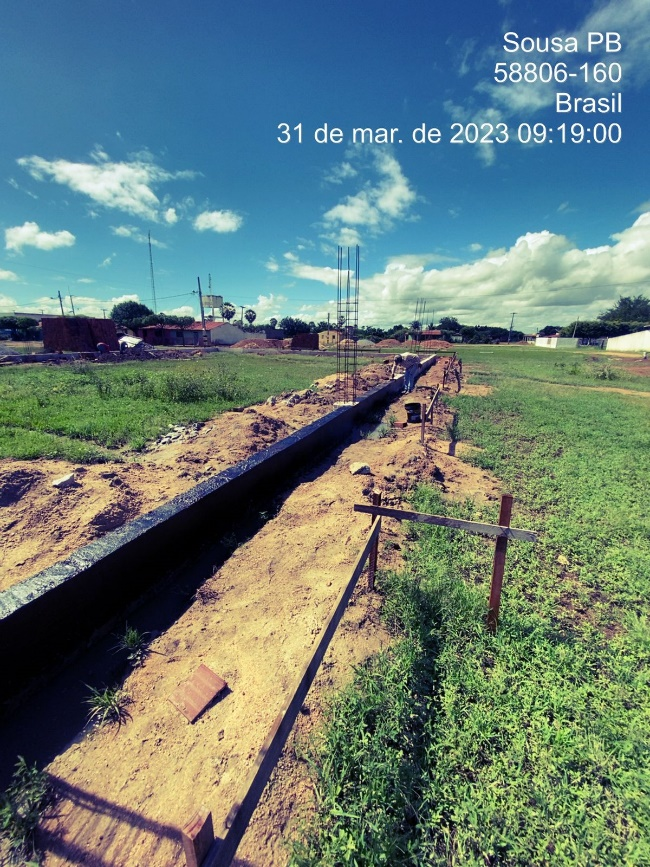 Sousa PB
58806-160
Brasil
31 de mar. de 2023 09:19:00